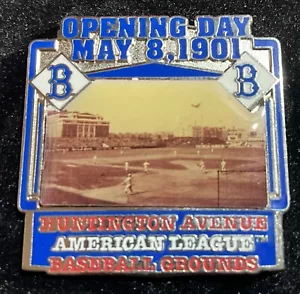 OPENING DAY
MAY 8, 1901
B B
HUNTINGTON AVENUE
AMERICAN LEAGUE™
BASEBALL GROUNDS